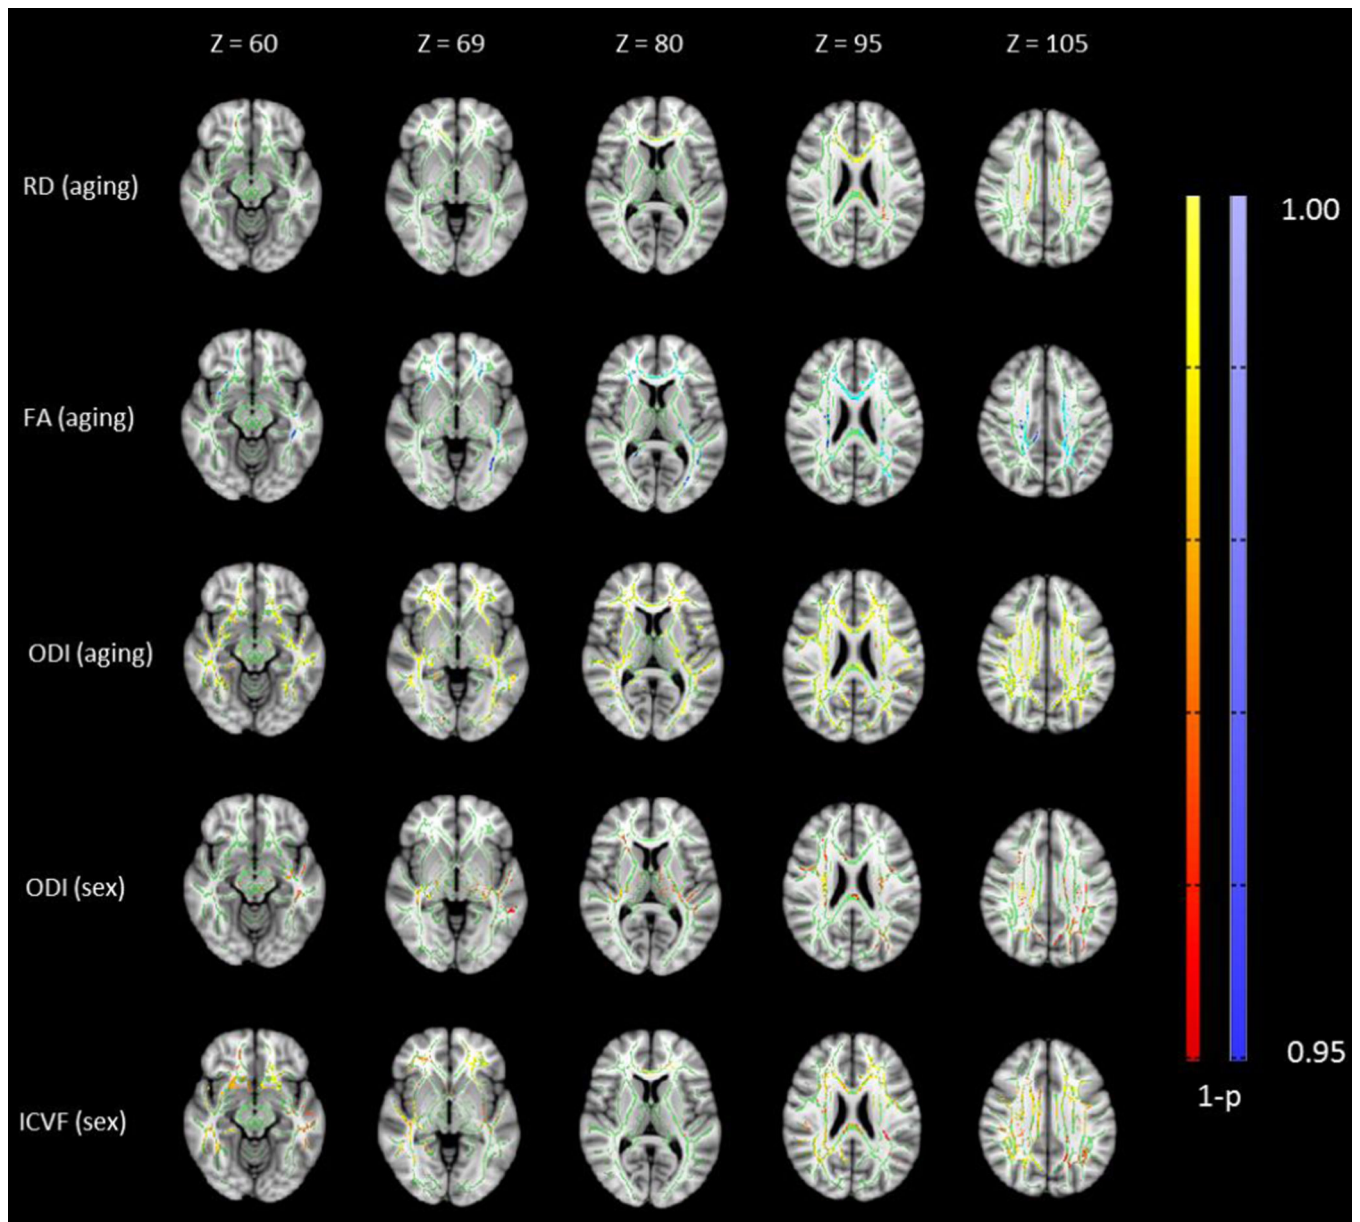 Z = 60 Z = 69 Z = 80 Z = 95 Z = 105
RD (aging)
1.00
FA (aging)
ODI (aging)
ODI (sex)
0.95
1-p
ICVF (sex)